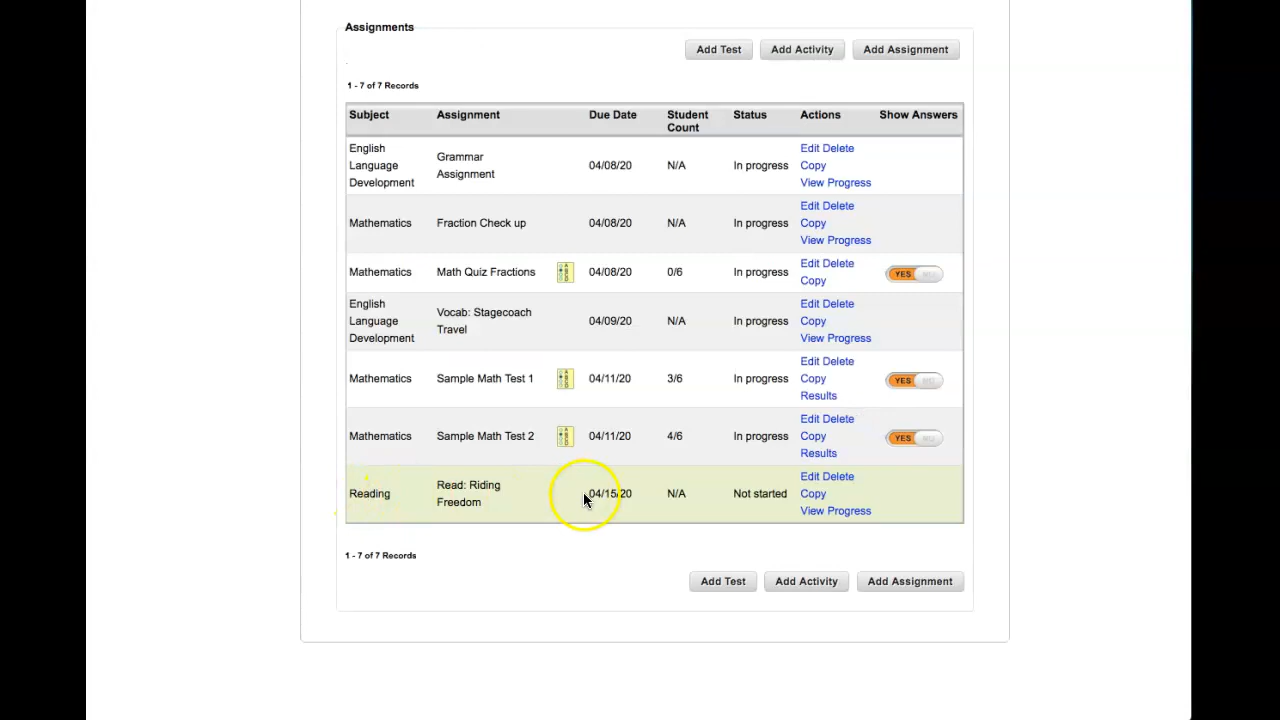 Assignments
Add Test Add Activity Add Assignment
1 - 7 of 7 Records
Subject Assignment Due Date Student Count Status Actions Show Answers
English Language Development Grammar Assignment 04/08/20 N/A In progress Edit Delete Copy View Progress
Mathematics Fraction Check up 04/08/20 N/A In progress Edit Delete Copy View Progress
Mathematics Math Quiz Fractions 04/08/20 0/6 In progress Edit Delete Copy YES NO
English Language Development Vocab: Stagecoach Travel 04/09/20 N/A In progress Edit Delete Copy View Progress
Mathematics Sample Math Test 1 04/11/20 3/6 In progress Edit Delete Copy Results YES NO
Mathematics Sample Math Test 2 04/11/20 4/6 In progress Edit Delete Copy Results YES NO
Reading Read: Riding Freedom 04/15/20 N/A Not started Edit Delete Copy View Progress
1 - 7 of 7 Records
Add Test Add Activity Add Assignment